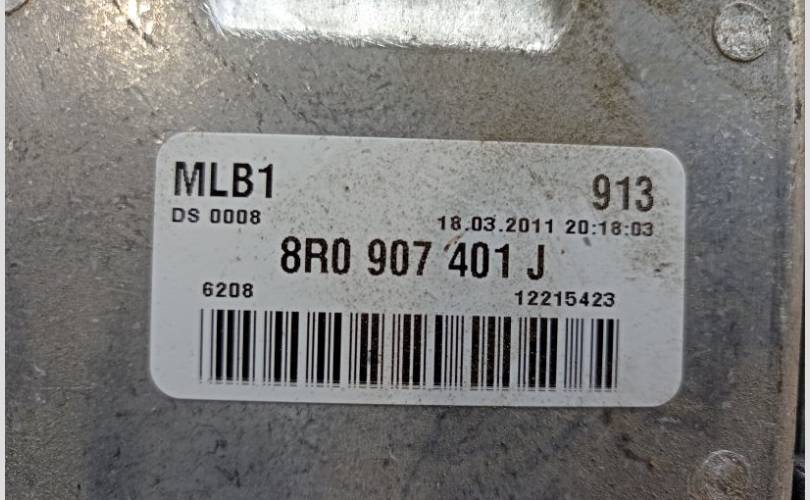 MLB1 913
DS 0008 18.03.2011 20:18:03
8R0 907 401 J
6208 12215423